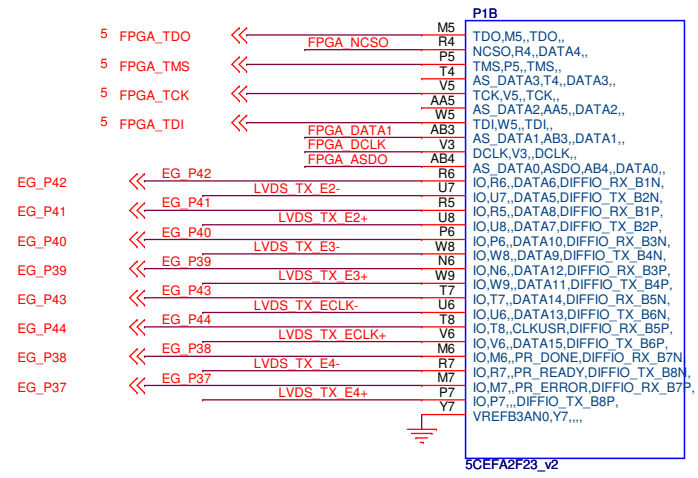 P1B
5 FPGA_TDO M5 TDO,M5,,TDO,,
FPGA_NCSO R4 NCSO,R4,,DATA4,,
5 FPGA_TMS P5 TMS,P5,,TMS,,
T4 AS_DATA3,T4,,DATA3,,
5 FPGA_TCK V5 TCK,V5,,TCK,,
AA5 AS_DATA2,AA5,,DATA2,,
5 FPGA_TDI W5 TDI,W5,,TDI,,
FPGA_DATA1 AB3 AS_DATA1,AB3,,DATA1,,
FPGA_DCLK V3 DCLK,V3,,DCLK,,
FPGA_ASDO AB4 AS_DATA0,ASDO,AB4,,DATA0,,
EG_P42 EG_P42 R6 IO,R6,,DATA6,DIFFIO_RX_B1N,
LVDS_TX_E2- U7 IO,U7,,DATA5,DIFFIO_TX_B2N,
EG_P41 EG_P41 R5 IO,R5,,DATA8,DIFFIO_RX_B1P,
LVDS_TX_E2+ U8 IO,U8,,DATA7,DIFFIO_TX_B2P,
EG_P40 EG_P40 P6 IO,P6,,DATA10,DIFFIO_RX_B3N,
LVDS_TX_E3- W8 IO,W8,,DATA9,DIFFIO_TX_B4N,
EG_P39 EG_P39 N6 IO,N6,,DATA12,DIFFIO_RX_B3P,
LVDS_TX_E3+ W9 IO,W9,,DATA11,DIFFIO_TX_B4P,
EG_P43 EG_P43 T7 IO,T7,,DATA14,DIFFIO_RX_B5N,
LVDS_TX_ECLK- U6 IO,U6,,DATA13,DIFFIO_TX_B6N,
EG_P44 EG_P44 T8 IO,T8,,CLKUSR,DIFFIO_RX_B5P,
LVDS_TX_ECLK+ V6 IO,V6,,DATA15,DIFFIO_TX_B6P,
EG_P38 EG_P38 M6 IO,M6,,PR_DONE,DIFFIO_RX_B7N,
LVDS_TX_E4- R7 IO,R7,,PR_READY,DIFFIO_TX_B8N,
EG_P37 EG_P37 M7 IO,M7,,PR_ERROR,DIFFIO_RX_B7P,
LVDS_TX_E4+ P7 IO,P7,,,DIFFIO_TX_B8P,
Y7 VREFB3AN0,Y7,,,,
5CEFA2F23_v2